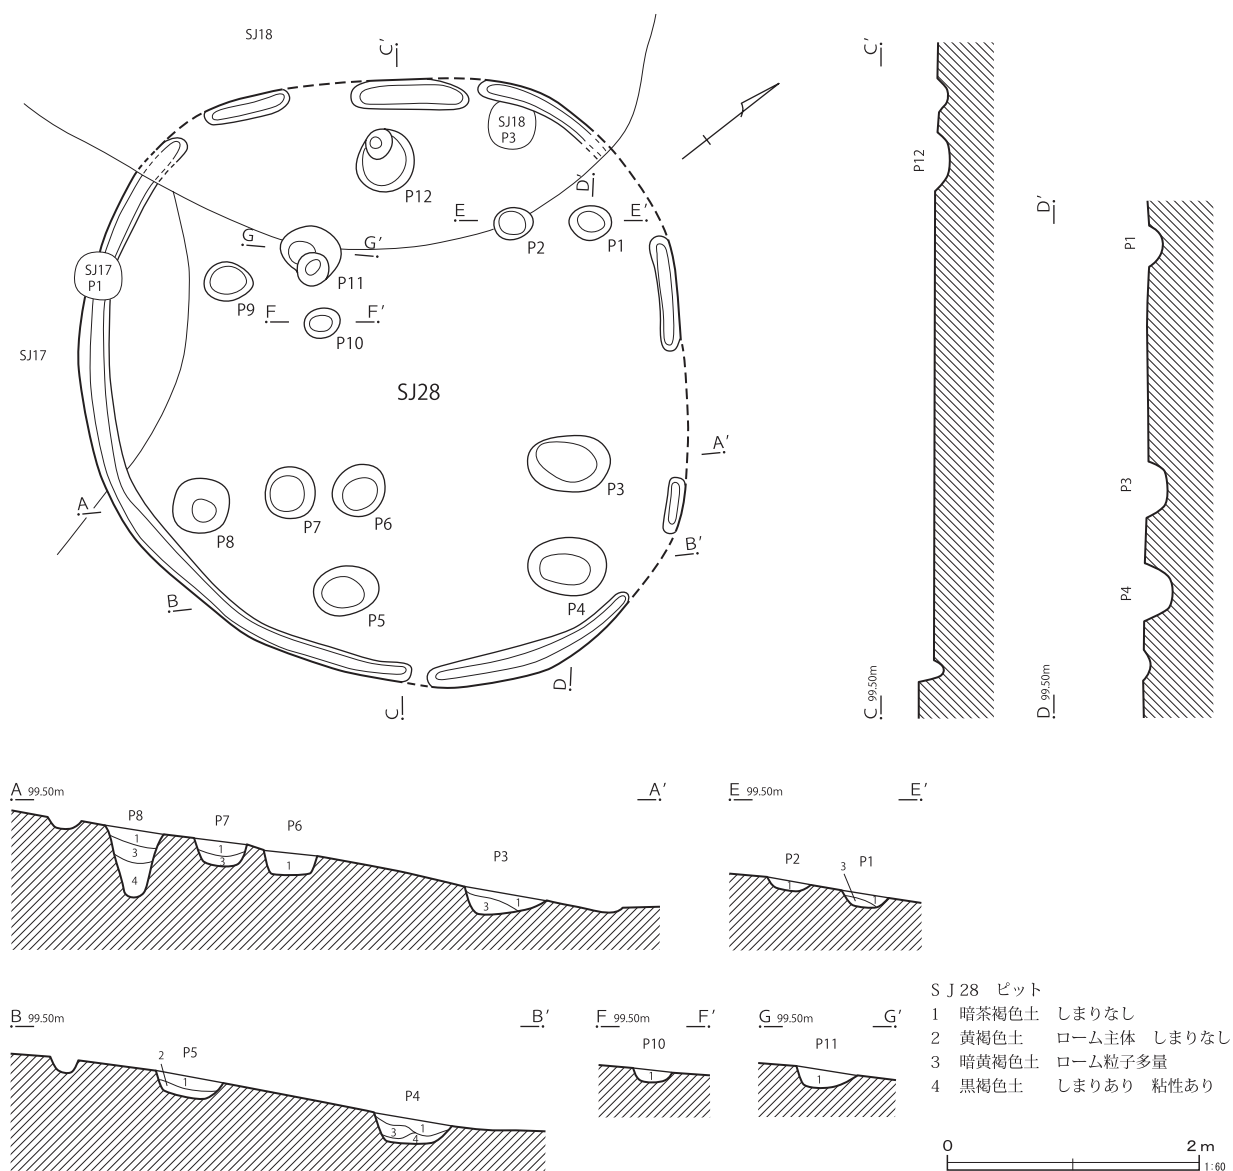 SJ18
C′
C′
SJ18
P3
P12
P12
D′
D′
E
E′
P2
P1
P1
G
G′
SJ17
P1
P11
P9
F
F′
P10
SJ17
SJ28
A′
P3
P3
A
P7
P6
P8
B′
P4
P4
B
P5
D
C
C 99.50m
D 99.50m
A 99.50m
A′
E 99.50m
E′
P8
1
3
4
P7
1
3
P6
1
P3
3
1
P2
1
3
P1
1
B 99.50m
B′
F 99.50m
F′
G 99.50m
G′
2
P5
1
P4
3
1
4
P10
1
P11
1
SJ28 ピット
1 暗茶褐色土 しまりなし
2 黄褐色土 ローム主体 しまりなし
3 暗黄褐色土 ローム粒子多量
4 黒褐色土 しまりあり 粘性あり
0
2m
1:60